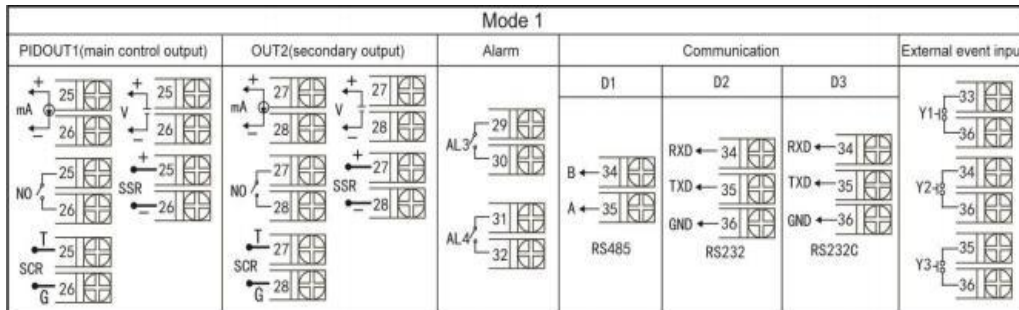 Mode 1
PIDOUT1(main control output)
OUT2(secondary output)
Alarm
Communication
External event inpu
+
mA
−
25
26
+
V
−
25
26
NO
25
26
+
SSR
−
25
26
T
SCR
G
25
26
+
mA
−
27
28
+
V
−
27
28
NO
27
28
+
SSR
−
27
28
T
SCR
G
27
28
AL3
29
30
AL4
31
32
D1
B 34
A 35
RS485
D2
RXD 34
TXD 35
GND 36
RS232
D3
RXD 34
TXD 35
GND 36
RS232C
Y1
33
36
Y2
34
36
Y3
35
36